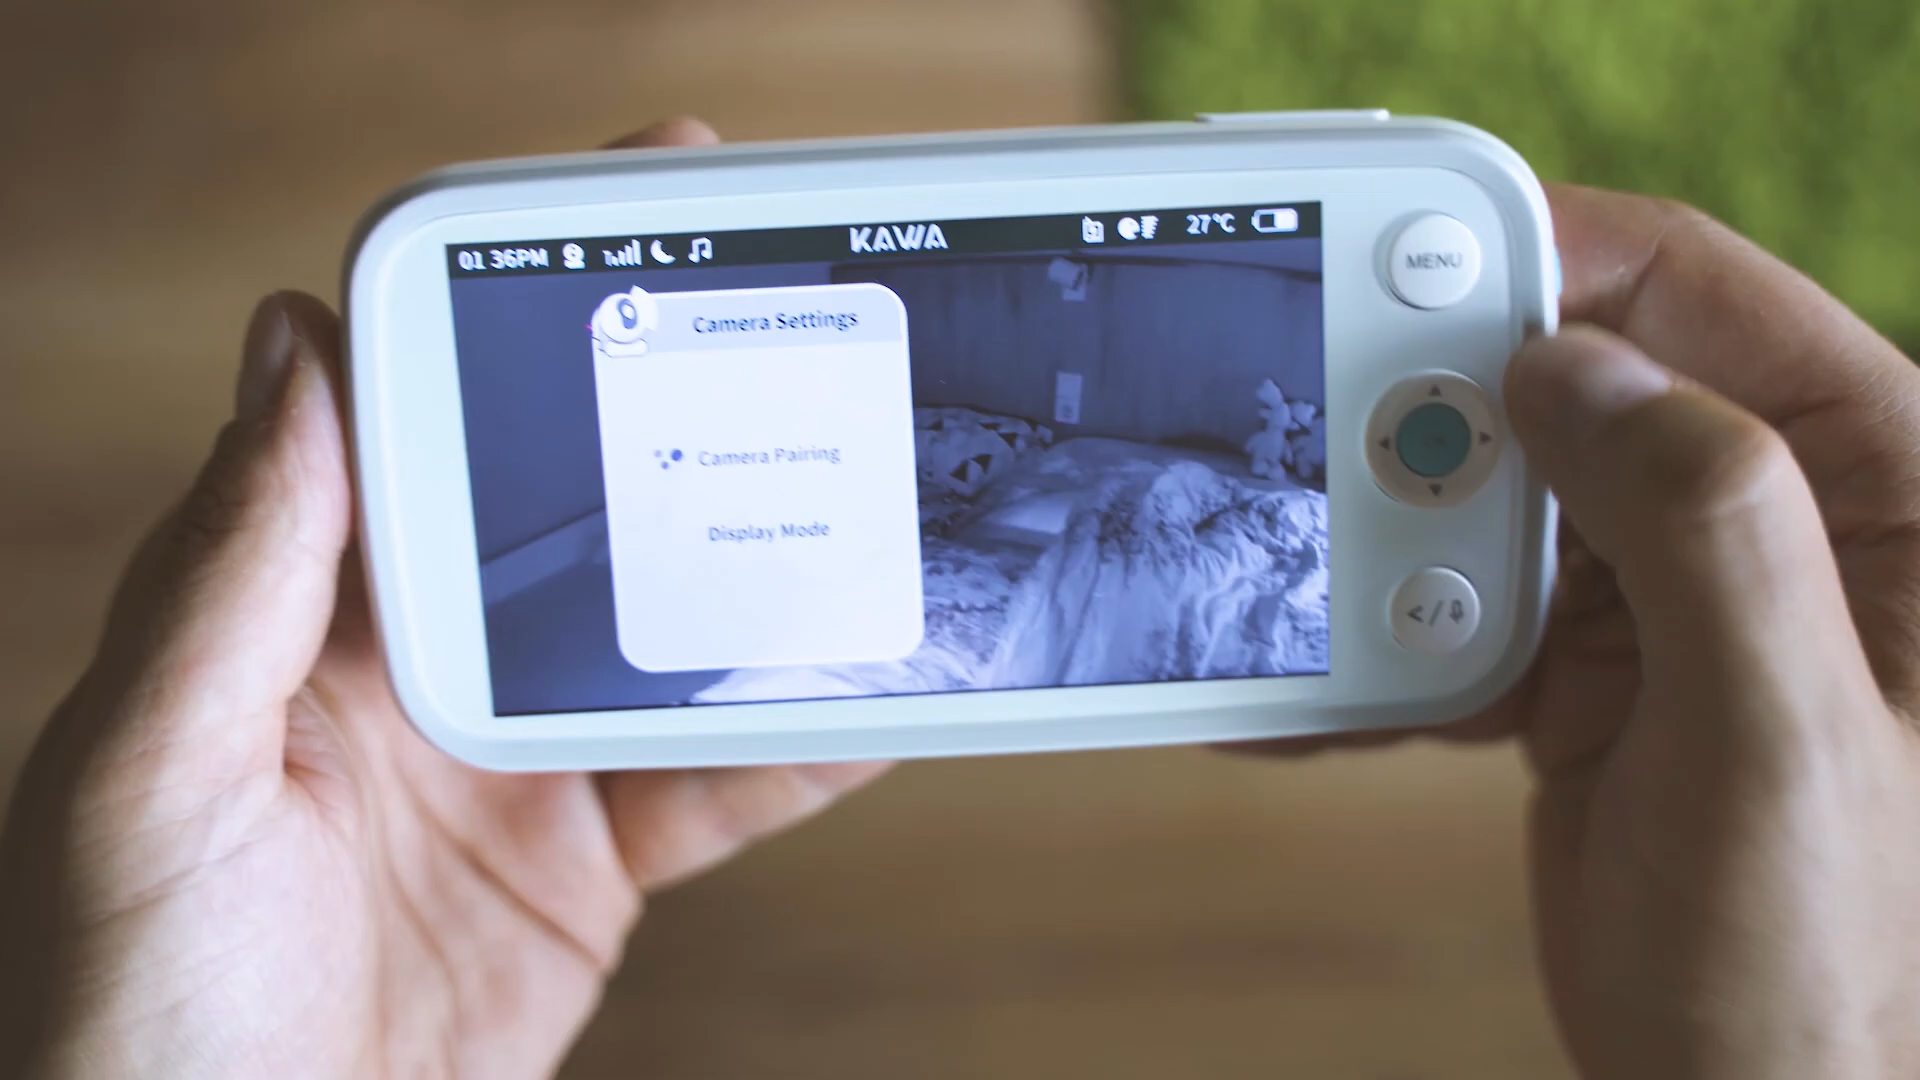 01 36PM
KAWA
27°C
Camera Settings
Camera Pairing
Display Mode
MENU